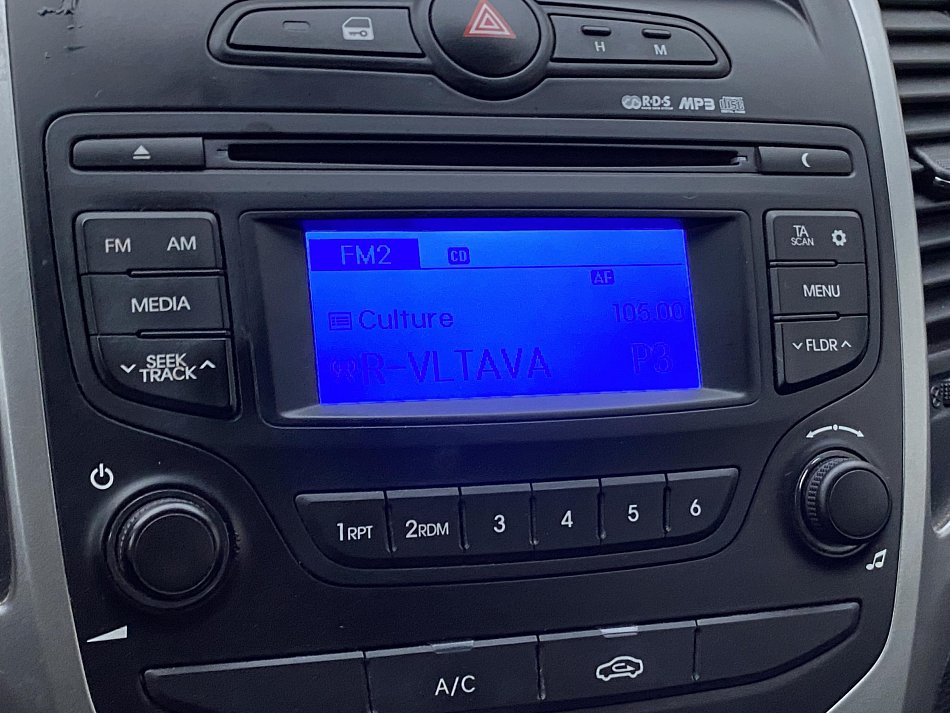 H M
R·D·S MP3
FM AM
MEDIA
SEEK
TRACK
FM2 CD
AF
Culture 105.00
R-VLTAVA P3
TA
SCAN
MENU
FLDR
1RPT 2RDM 3 4 5 6
A/C